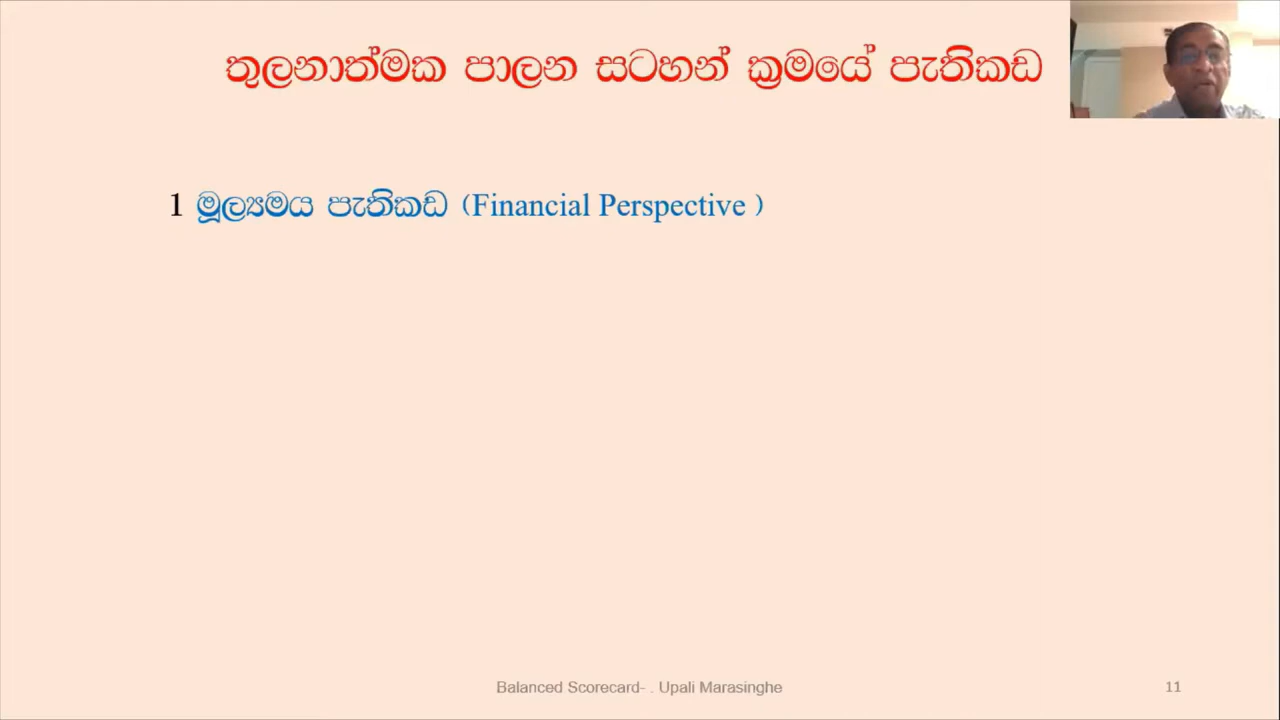 තුලනාත්මක පාලන සටහන් ක්‍රමයේ පැතිකඩ
1 මූල්‍යමය පැතිකඩ (Financial Perspective )
Balanced Scorecard- . Upali Marasinghe
11